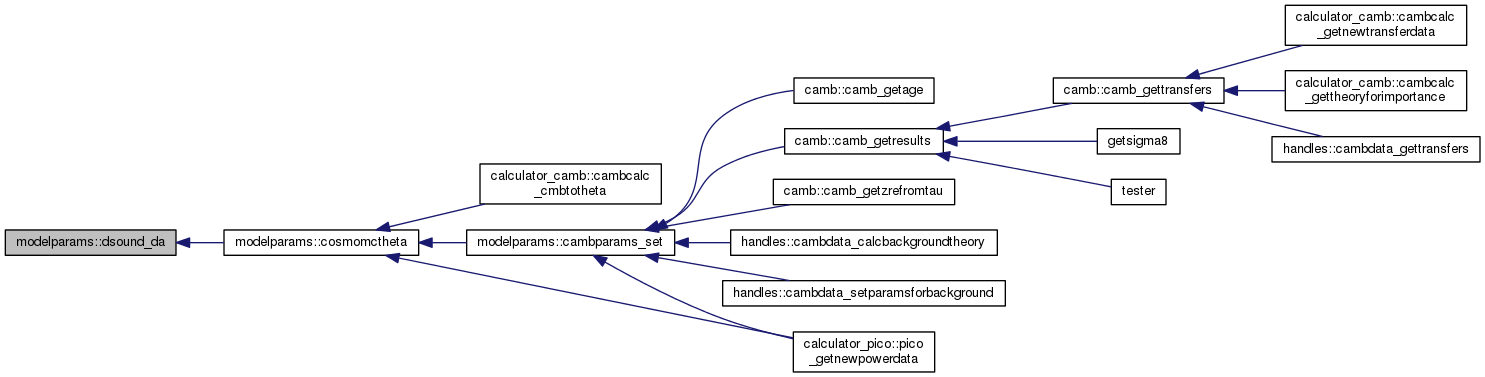 modelparams::dsound_da
modelparams::cosmomctheta
calculator_camb::cambcalc
_cmbtotheta
modelparams::cambparams_set
calculator_pico::pico
_getnewpowerdata
camb::camb_getage
camb::camb_getresults
camb::camb_getzrefromtau
handles::cambdata_calcbackgroundtheory
handles::cambdata_setparamsforbackground
camb::camb_gettransfers
getsigma8
tester
calculator_camb::cambcalc
_getnewtransferdata
calculator_camb::cambcalc
_gettheoryforimportance
handles::cambdata_gettransfers